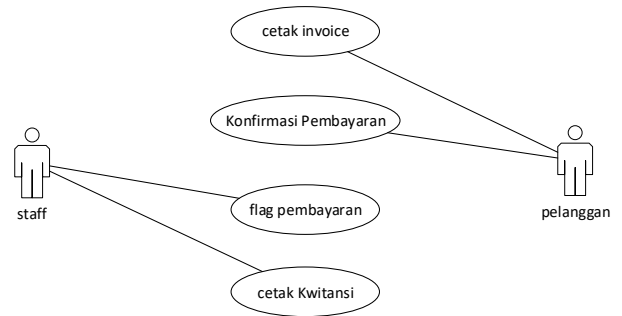 cetak invoice
Konfirmasi Pembayaran
staff
flag pembayaran
pelanggan
cetak Kwitansi